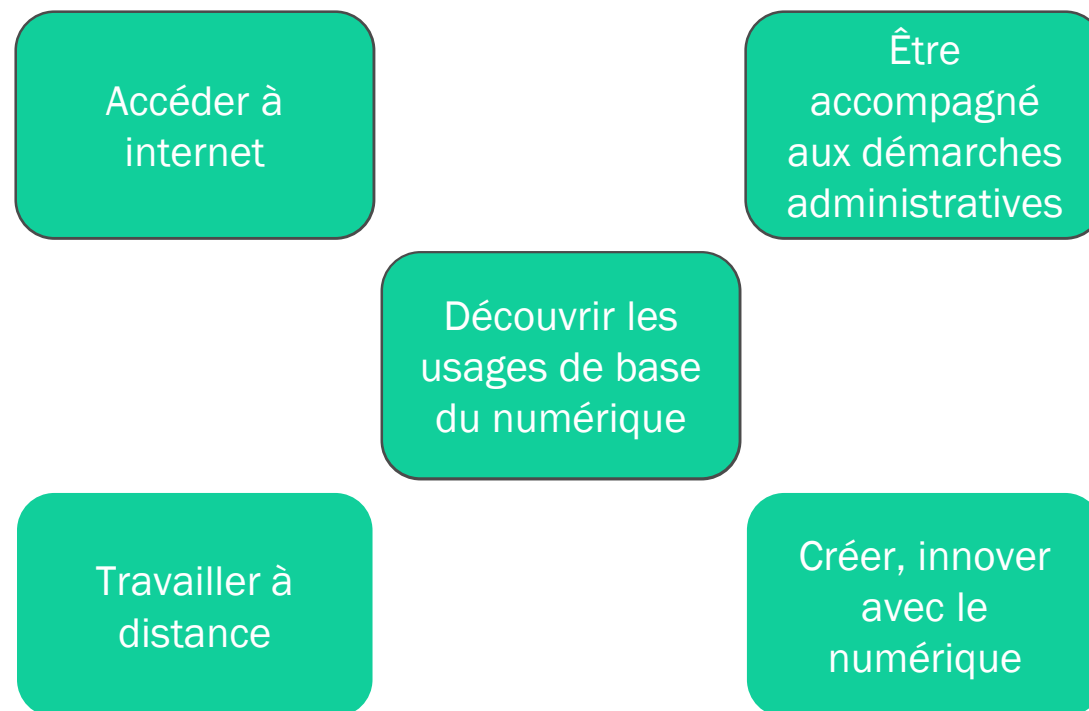 Accéder à
internet
Être
accompagné
aux démarches
administratives
Découvrir les
usages de base
du numérique
Travailler à
distance
Créer, innover
avec le
numérique